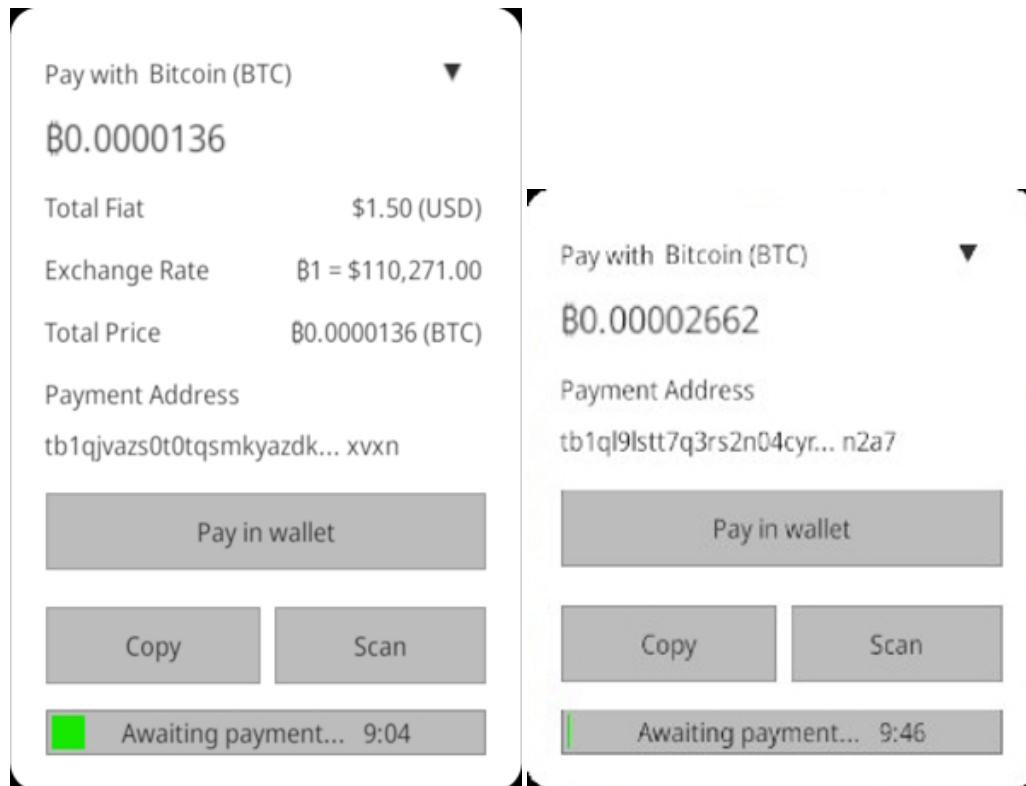 Pay with Bitcoin (BTC) ▼
₿0.0000136
Total Fiat $1.50 (USD)
Exchange Rate ₿1 = $110,271.00
Total Price ₿0.0000136 (BTC)
Payment Address
tb1qjvazs0t0tqsmkyazdk... xvxn
Pay in wallet
Copy Scan
Awaiting payment... 9:04
Pay with Bitcoin (BTC) ▼
₿0.00002662
Payment Address
tb1ql9lstt7q3rs2n04cyr... n2a7
Pay in wallet
Copy Scan
Awaiting payment... 9:46